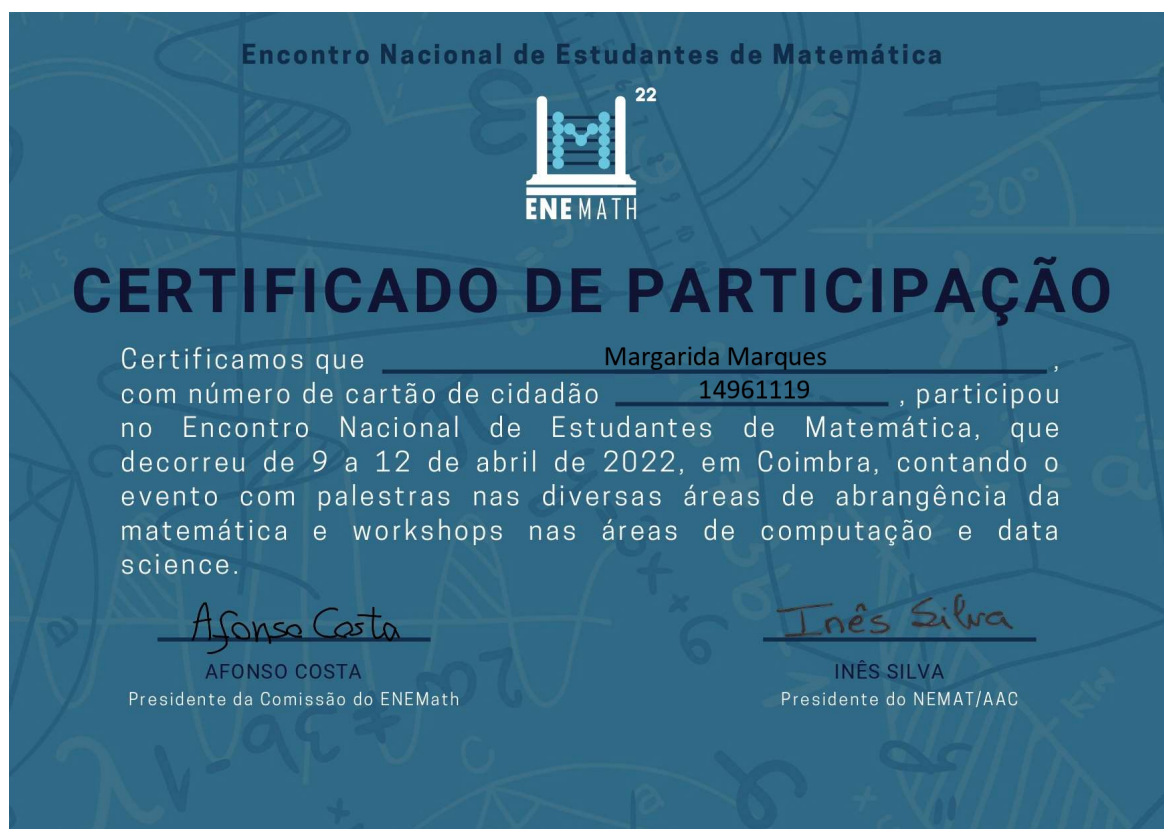 Encontro Nacional de Estudantes de Matemática
22
ENEMATH
CERTIFICADO DE PARTICIPAÇÃO
Certificamos que Margarida Marques,
com número de cartão de cidadão 14961119, participou
no Encontro Nacional de Estudantes de Matemática, que
decorreu de 9 a 12 de abril de 2022, em Coimbra, contando o
evento com palestras nas diversas áreas de abrangência da
matemática e workshops nas áreas de computação e data
science.
Afonso Costa
Inês Silva
AFONSO COSTA
INÊS SILVA
Presidente da Comissão do ENEMath
Presidente do NEMAT/AAC
30°